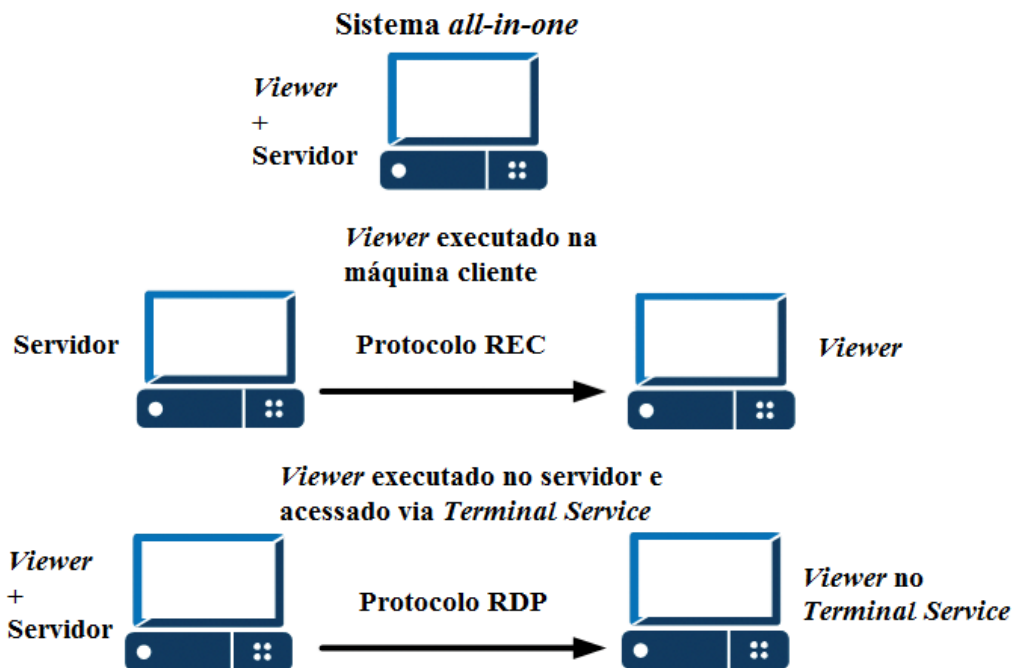 Sistema all-in-one
Viewer
+
Servidor
Viewer executado na
máquina cliente
Servidor
Protocolo REC
Viewer
Viewer executado no servidor e
acessado via Terminal Service
Viewer
+
Servidor
Protocolo RDP
Viewer no
Terminal Service